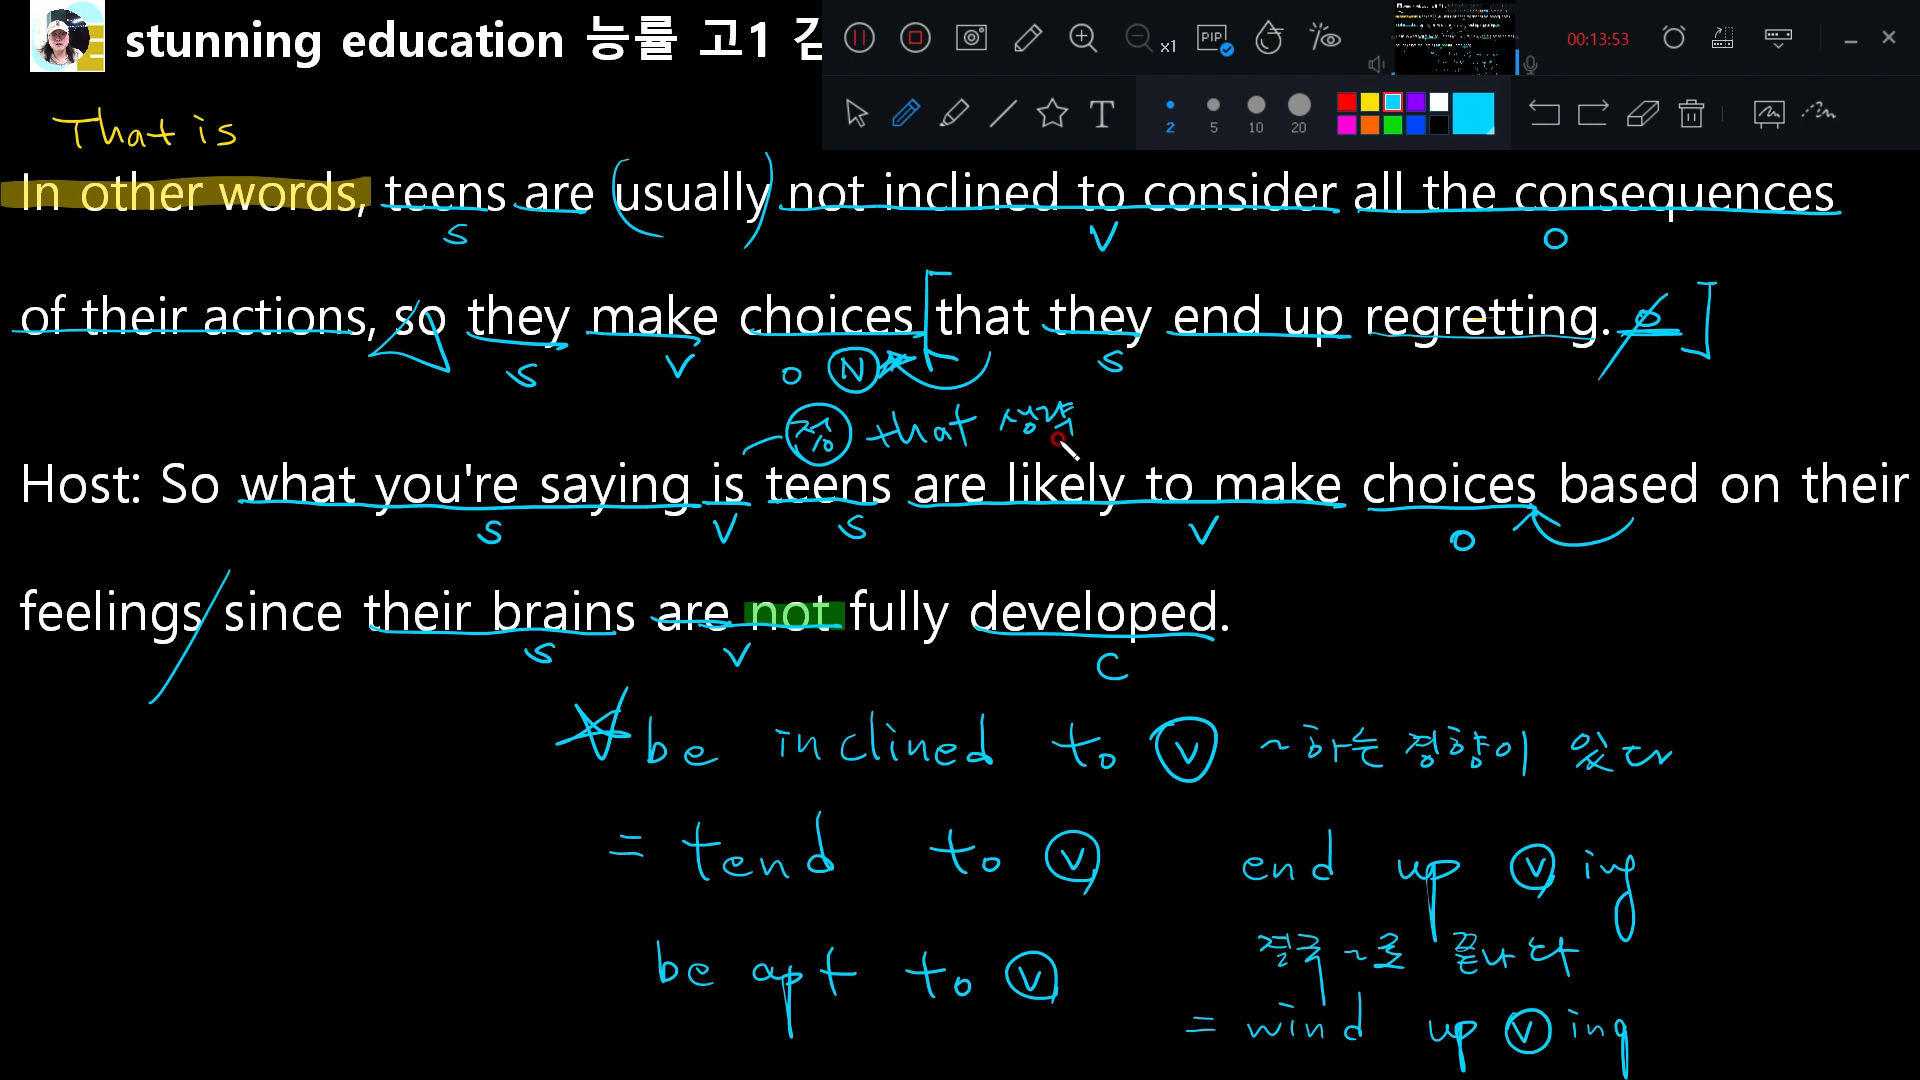 stunning education 능률 고1 김
PIP
x1
00:13:53
T
2 5 10 20
That is
In other words, teens are (usually) not inclined to consider all the consequences
S V O
of their actions, so they make choices [that they end up regretting. o]
S V O N S
접 that 생략
Host: So what you're saying is teens are likely to make choices based on their
S V S V O
feelings / since their brains are not fully developed.
S V C
☆ be inclined to ⓥ ~하는 경향이 있다
= tend to ⓥ
end up ⓥ ing
결국 ~로 끝나다
be apt to ⓥ
= wind up ⓥ ing